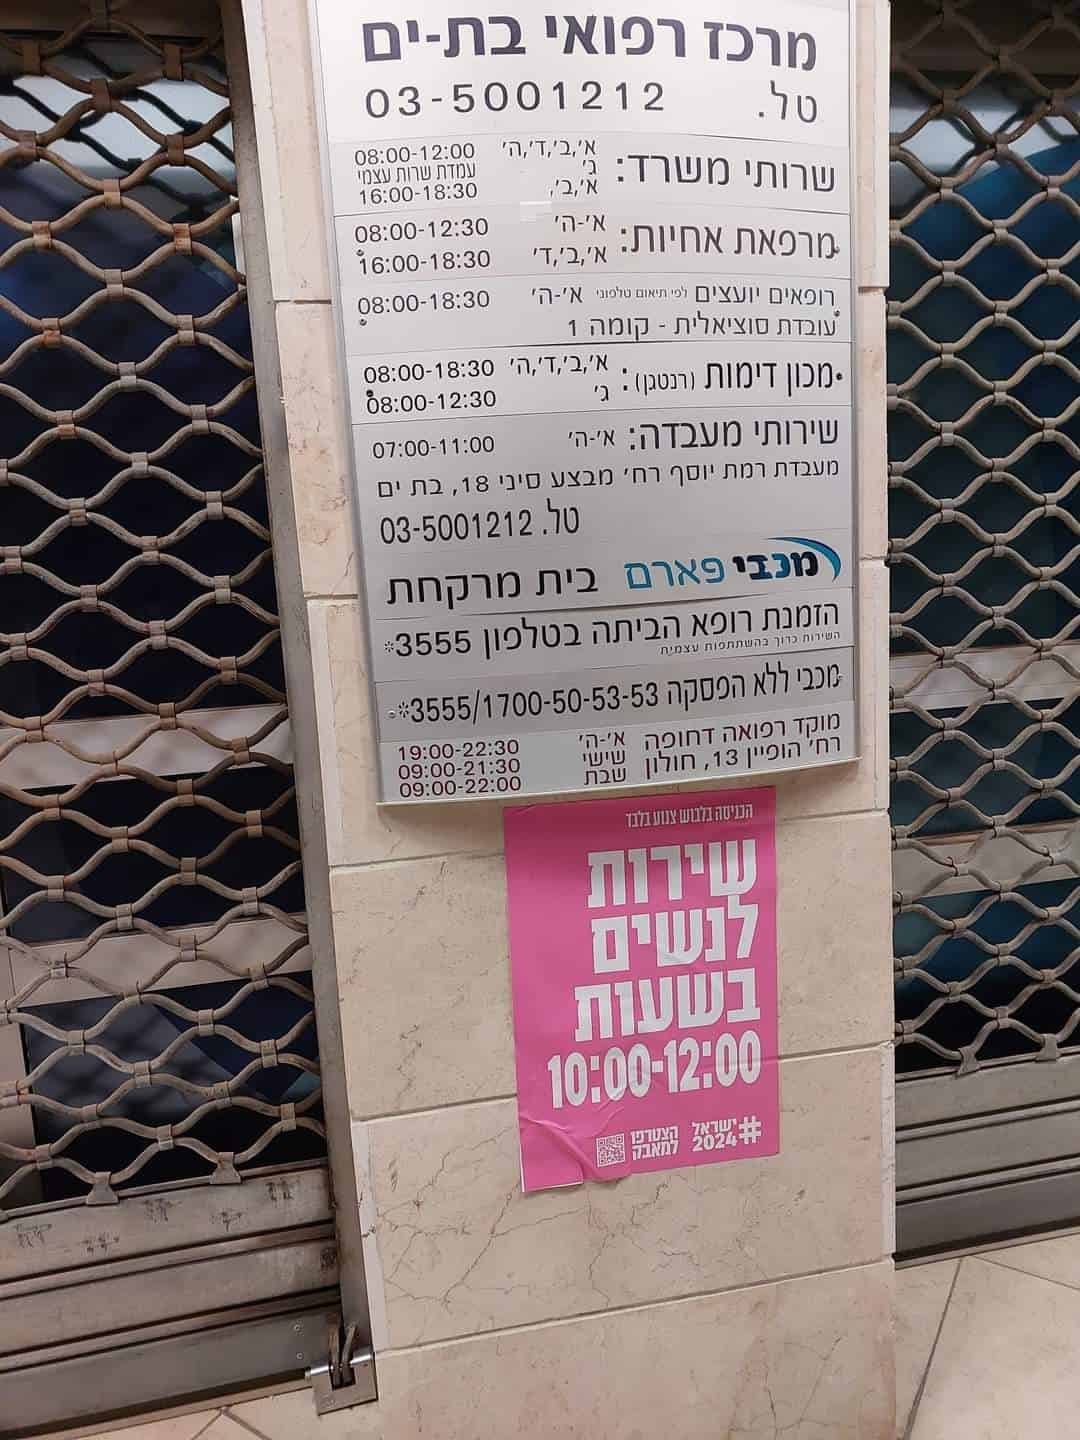 מרכז רפואי בת-ים
טל. 03-5001212
שרותי משרד: א׳,ב׳,ד׳,ה׳ 08:00-12:00
ג׳ עמדת שרות עצמי
א׳,ב׳, 16:00-18:30
מרפאת אחיות: א׳-ה׳ 08:00-12:30
א׳,ב׳,ד׳ 16:00-18:30
רופאים יועצים לפי תיאום טלפוני א׳-ה׳ 08:00-18:30
עובדת סוציאלית - קומה 1
מכון דימות (רנטגן): א׳,ב׳,ד׳,ה׳ 08:00-18:30
ג׳ 08:00-12:30
שירותי מעבדה: א׳-ה׳ 07:00-11:00
מעבדת רמת יוסף רח׳ מבצע סיני 18, בת ים
טל. 03-5001212
מכבי פארם בית מרקחת
הזמנת רופא הביתה בטלפון 3555*
השירות כרוך בהשתתפות עצמית
מכבי ללא הפסקה 3555/1700-50-53-53*
מוקד רפואה דחופה א׳-ה׳ 19:00-22:30
רח׳ הופיין 13, חולון שישי 09:00-21:30
שבת 09:00-22:00
הכניסה בלבוש צנוע בלבד
שירות
לנשים
בשעות
10:00-12:00
#ישראל 2024
הצטרפו למאבק